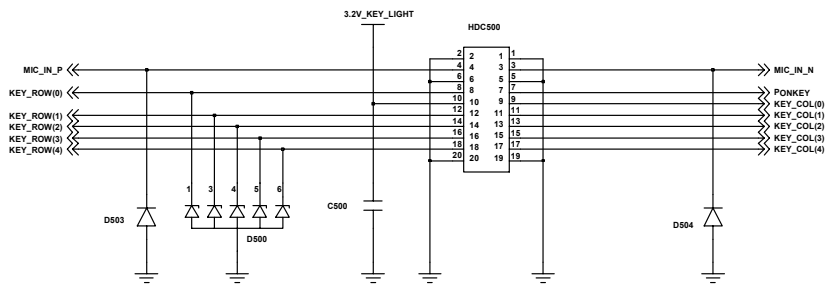 3.2V_KEY_LIGHT
HDC500
2 2 1 1
MIC_IN_P 4 4 3 3 MIC_IN_N
6 6 5 5
KEY_ROW(0) 8 8 7 7 PONKEY
10 10 9 9 KEY_COL(0)
KEY_ROW(1) 12 12 11 11 KEY_COL(1)
KEY_ROW(2) 14 14 13 13 KEY_COL(2)
KEY_ROW(3) 16 16 15 15 KEY_COL(3)
KEY_ROW(4) 18 18 17 17 KEY_COL(4)
20 20 19 19
1 3 4 5 6
D503 D500 C500 D504